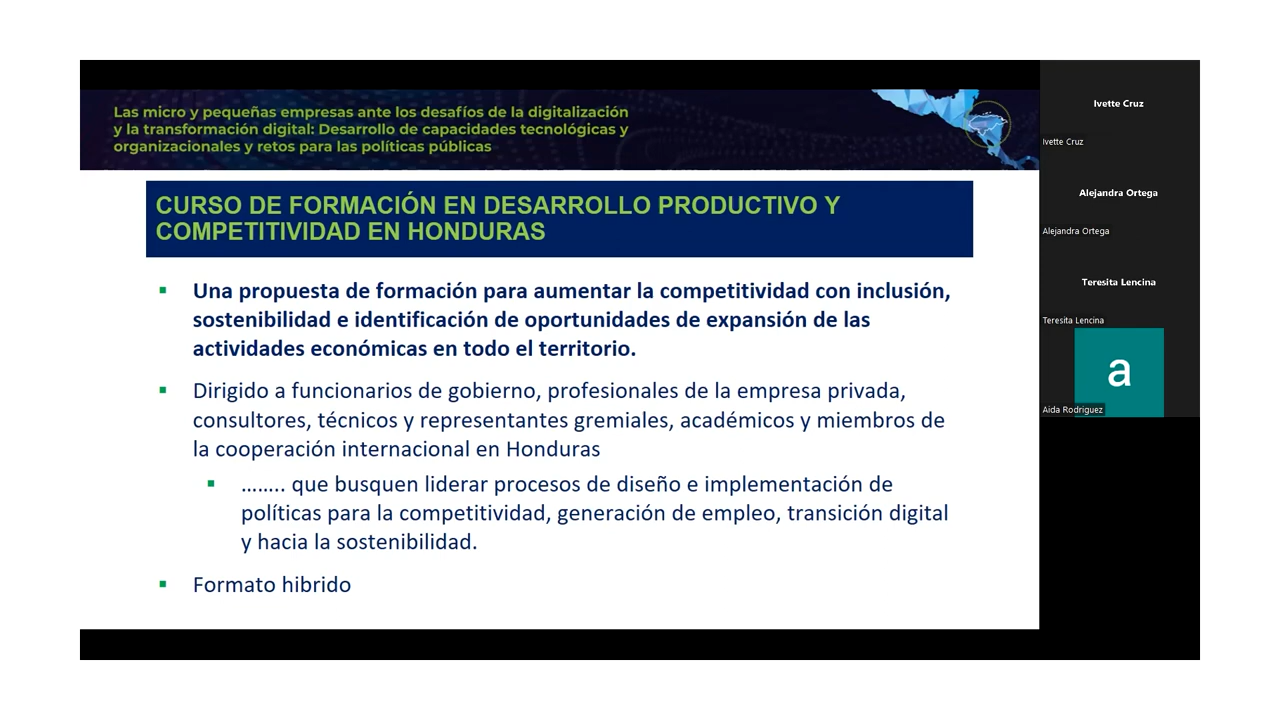 Las micro y pequeñas empresas ante los desafíos de la digitalización
y la transformación digital: Desarrollo de capacidades tecnológicas y
organizacionales y retos para las políticas públicas
CURSO DE FORMACIÓN EN DESARROLLO PRODUCTIVO Y
COMPETITIVIDAD EN HONDURAS
Una propuesta de formación para aumentar la competitividad con inclusión,
sostenibilidad e identificación de oportunidades de expansión de las
actividades económicas en todo el territorio.
Dirigido a funcionarios de gobierno, profesionales de la empresa privada,
consultores, técnicos y representantes gremiales, académicos y miembros de
la cooperación internacional en Honduras
…….. que busquen liderar procesos de diseño e implementación de
políticas para la competitividad, generación de empleo, transición digital
y hacia la sostenibilidad.
Formato hibrido
Ivette Cruz
Ivette Cruz
Alejandra Ortega
Alejandra Ortega
Teresita Lencina
Teresita Lencina
a
Aida Rodriguez